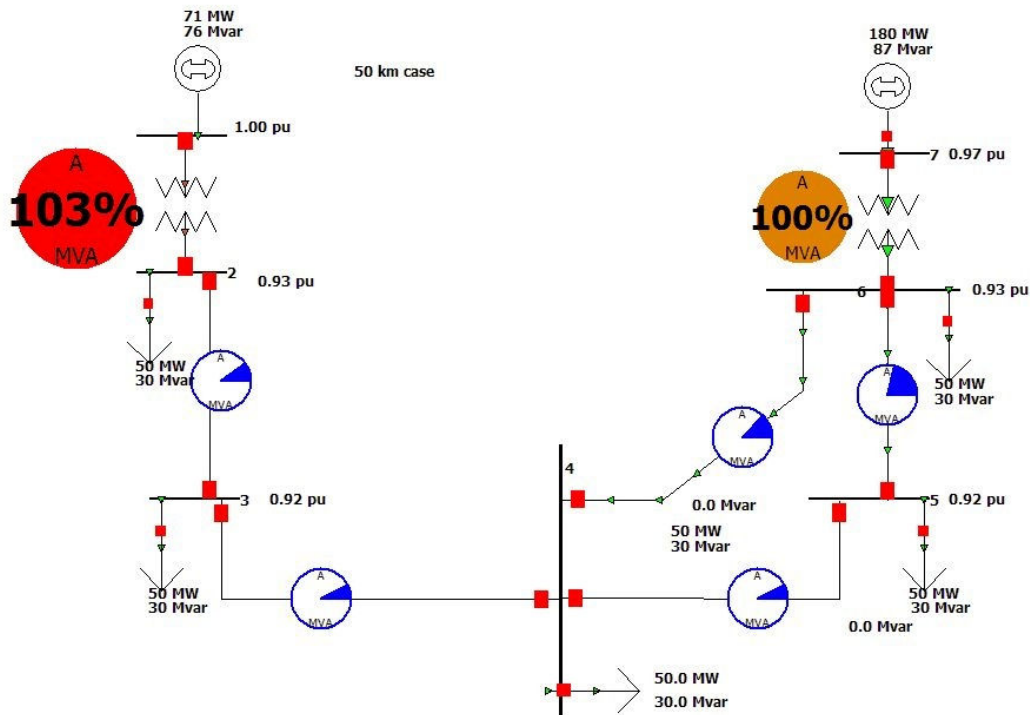 71 MW
76 Mvar
180 MW
87 Mvar
50 km case
1.00 pu
7 0.97 pu
A
103%
MVA
A
100%
MVA
2 0.93 pu
6 0.93 pu
50 MW
30 Mvar
A
MVA
50 MW
30 Mvar
A
MVA
A
MVA
4
3 0.92 pu
5 0.92 pu
0.0 Mvar
50 MW
30 Mvar
50 MW
30 Mvar
A
MVA
A
MVA
50 MW
30 Mvar
0.0 Mvar
50.0 MW
30.0 Mvar